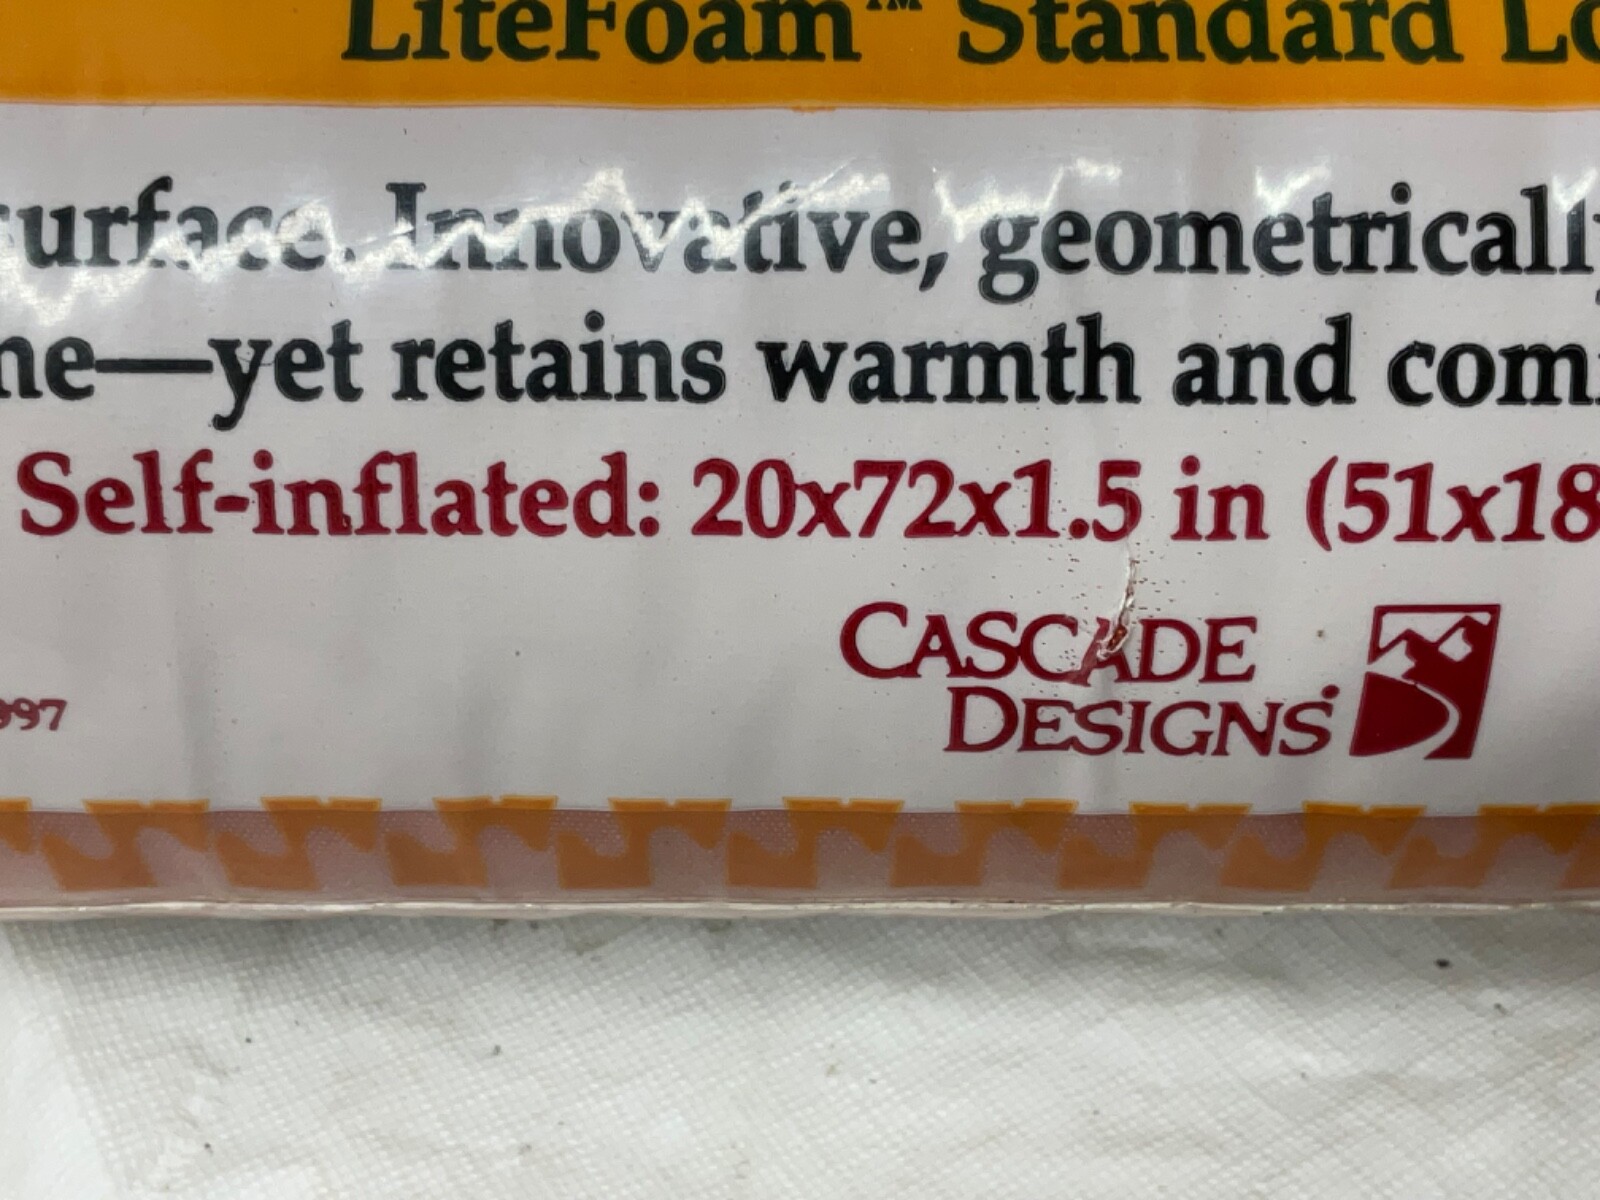 LiteFoam™ Standard Lo
surface. Innovative, geometrically
ne—yet retains warmth and com
Self-inflated: 20x72x1.5 in (51x18
997
CASCADE
DESIGNS